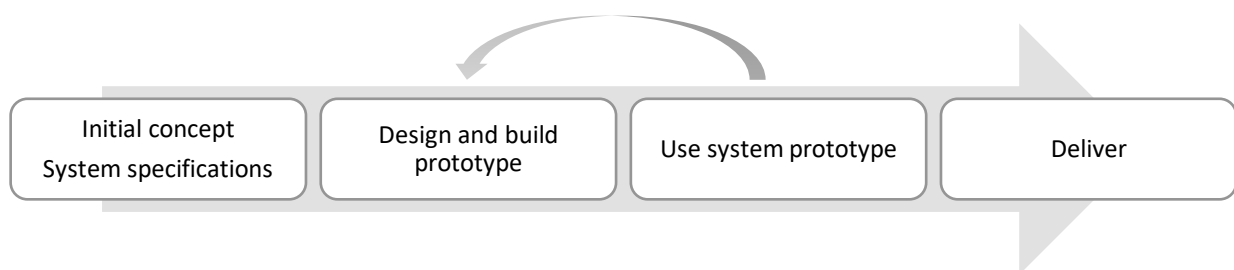 Initial concept
System specifications
Design and build
prototype
Use system prototype
Deliver